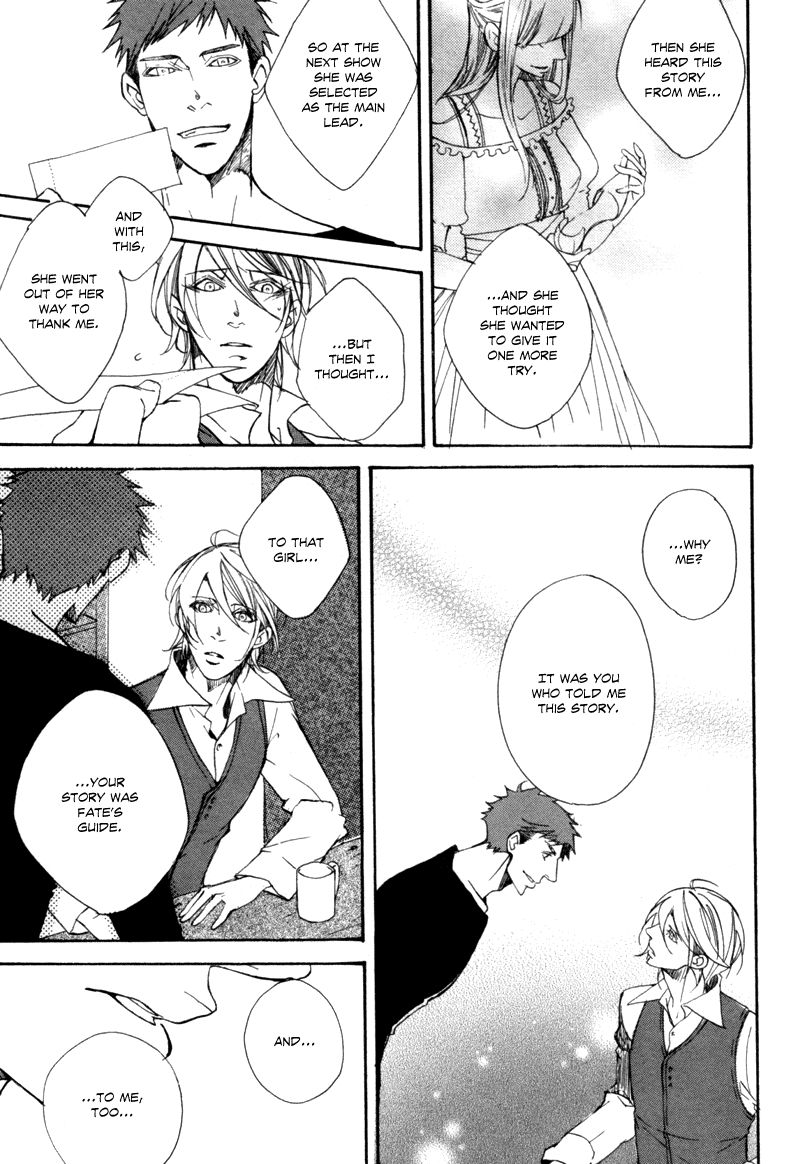 THEN SHE
HEARD THIS
STORY
FROM ME...
...AND SHE
THOUGHT
SHE WANTED
TO GIVE IT
ONE MORE
TRY.
SO AT THE
NEXT SHOW
SHE WAS
SELECTED
AS THE MAIN
LEAD.
AND
WITH
THIS,
SHE WENT
OUT OF HER
WAY TO
THANK ME.
...BUT
THEN I
THOUGHT...
...WHY
ME?
IT WAS YOU
WHO TOLD ME
THIS STORY.
TO THAT
GIRL...
...YOUR
STORY WAS
FATE'S
GUIDE.
AND...
...TO ME,
TOO...